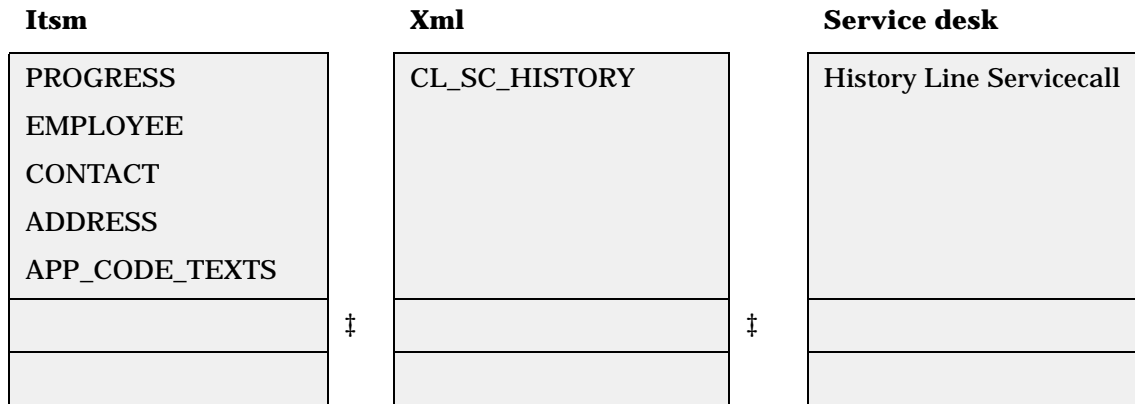 Itsm Xml Service desk
PROGRESS CL_SC_HISTORY History Line Servicecall
EMPLOYEE
CONTACT
ADDRESS
APP_CODE_TEXTS
‡ ‡